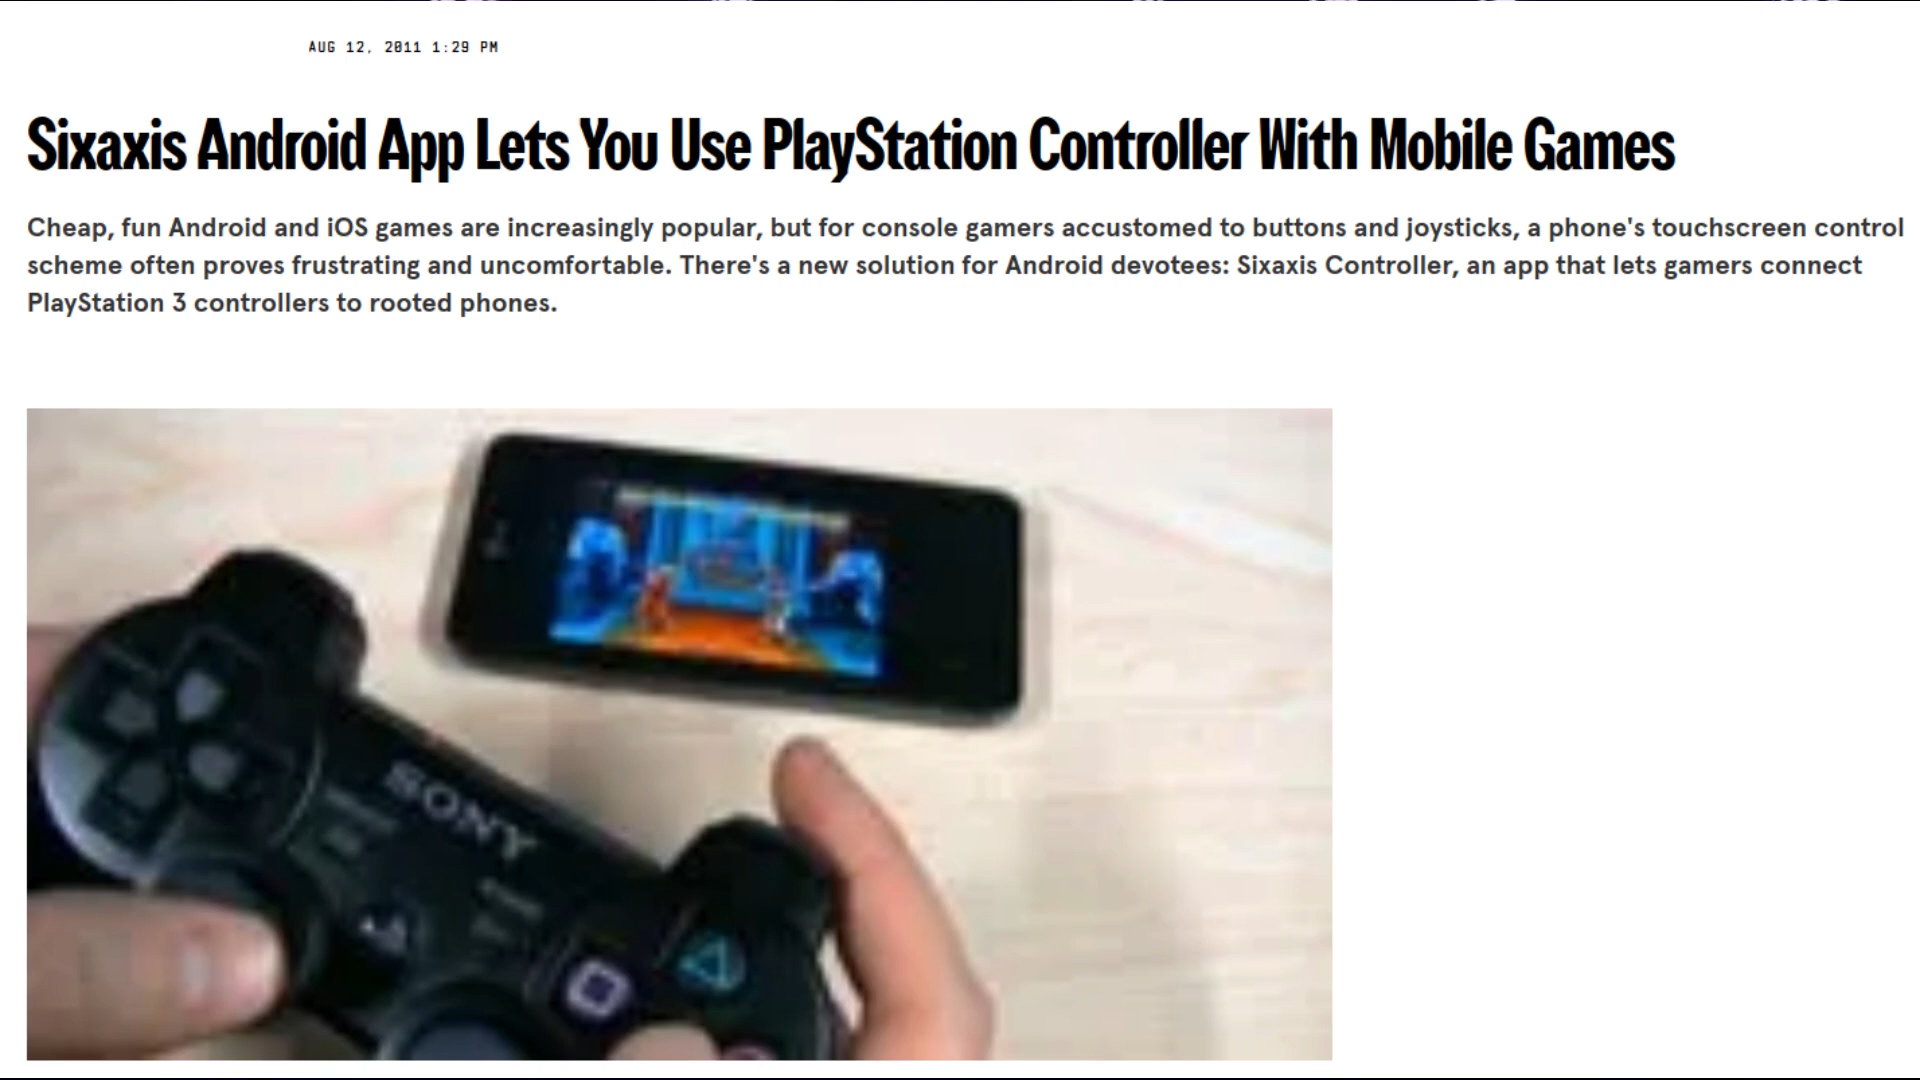 AUG 12, 2011 1:29 PM
Sixaxis Android App Lets You Use PlayStation Controller With Mobile Games
Cheap, fun Android and iOS games are increasingly popular, but for console gamers accustomed to buttons and joysticks, a phone's touchscreen control
scheme often proves frustrating and uncomfortable. There's a new solution for Android devotees: Sixaxis Controller, an app that lets gamers connect
PlayStation 3 controllers to rooted phones.
SONY